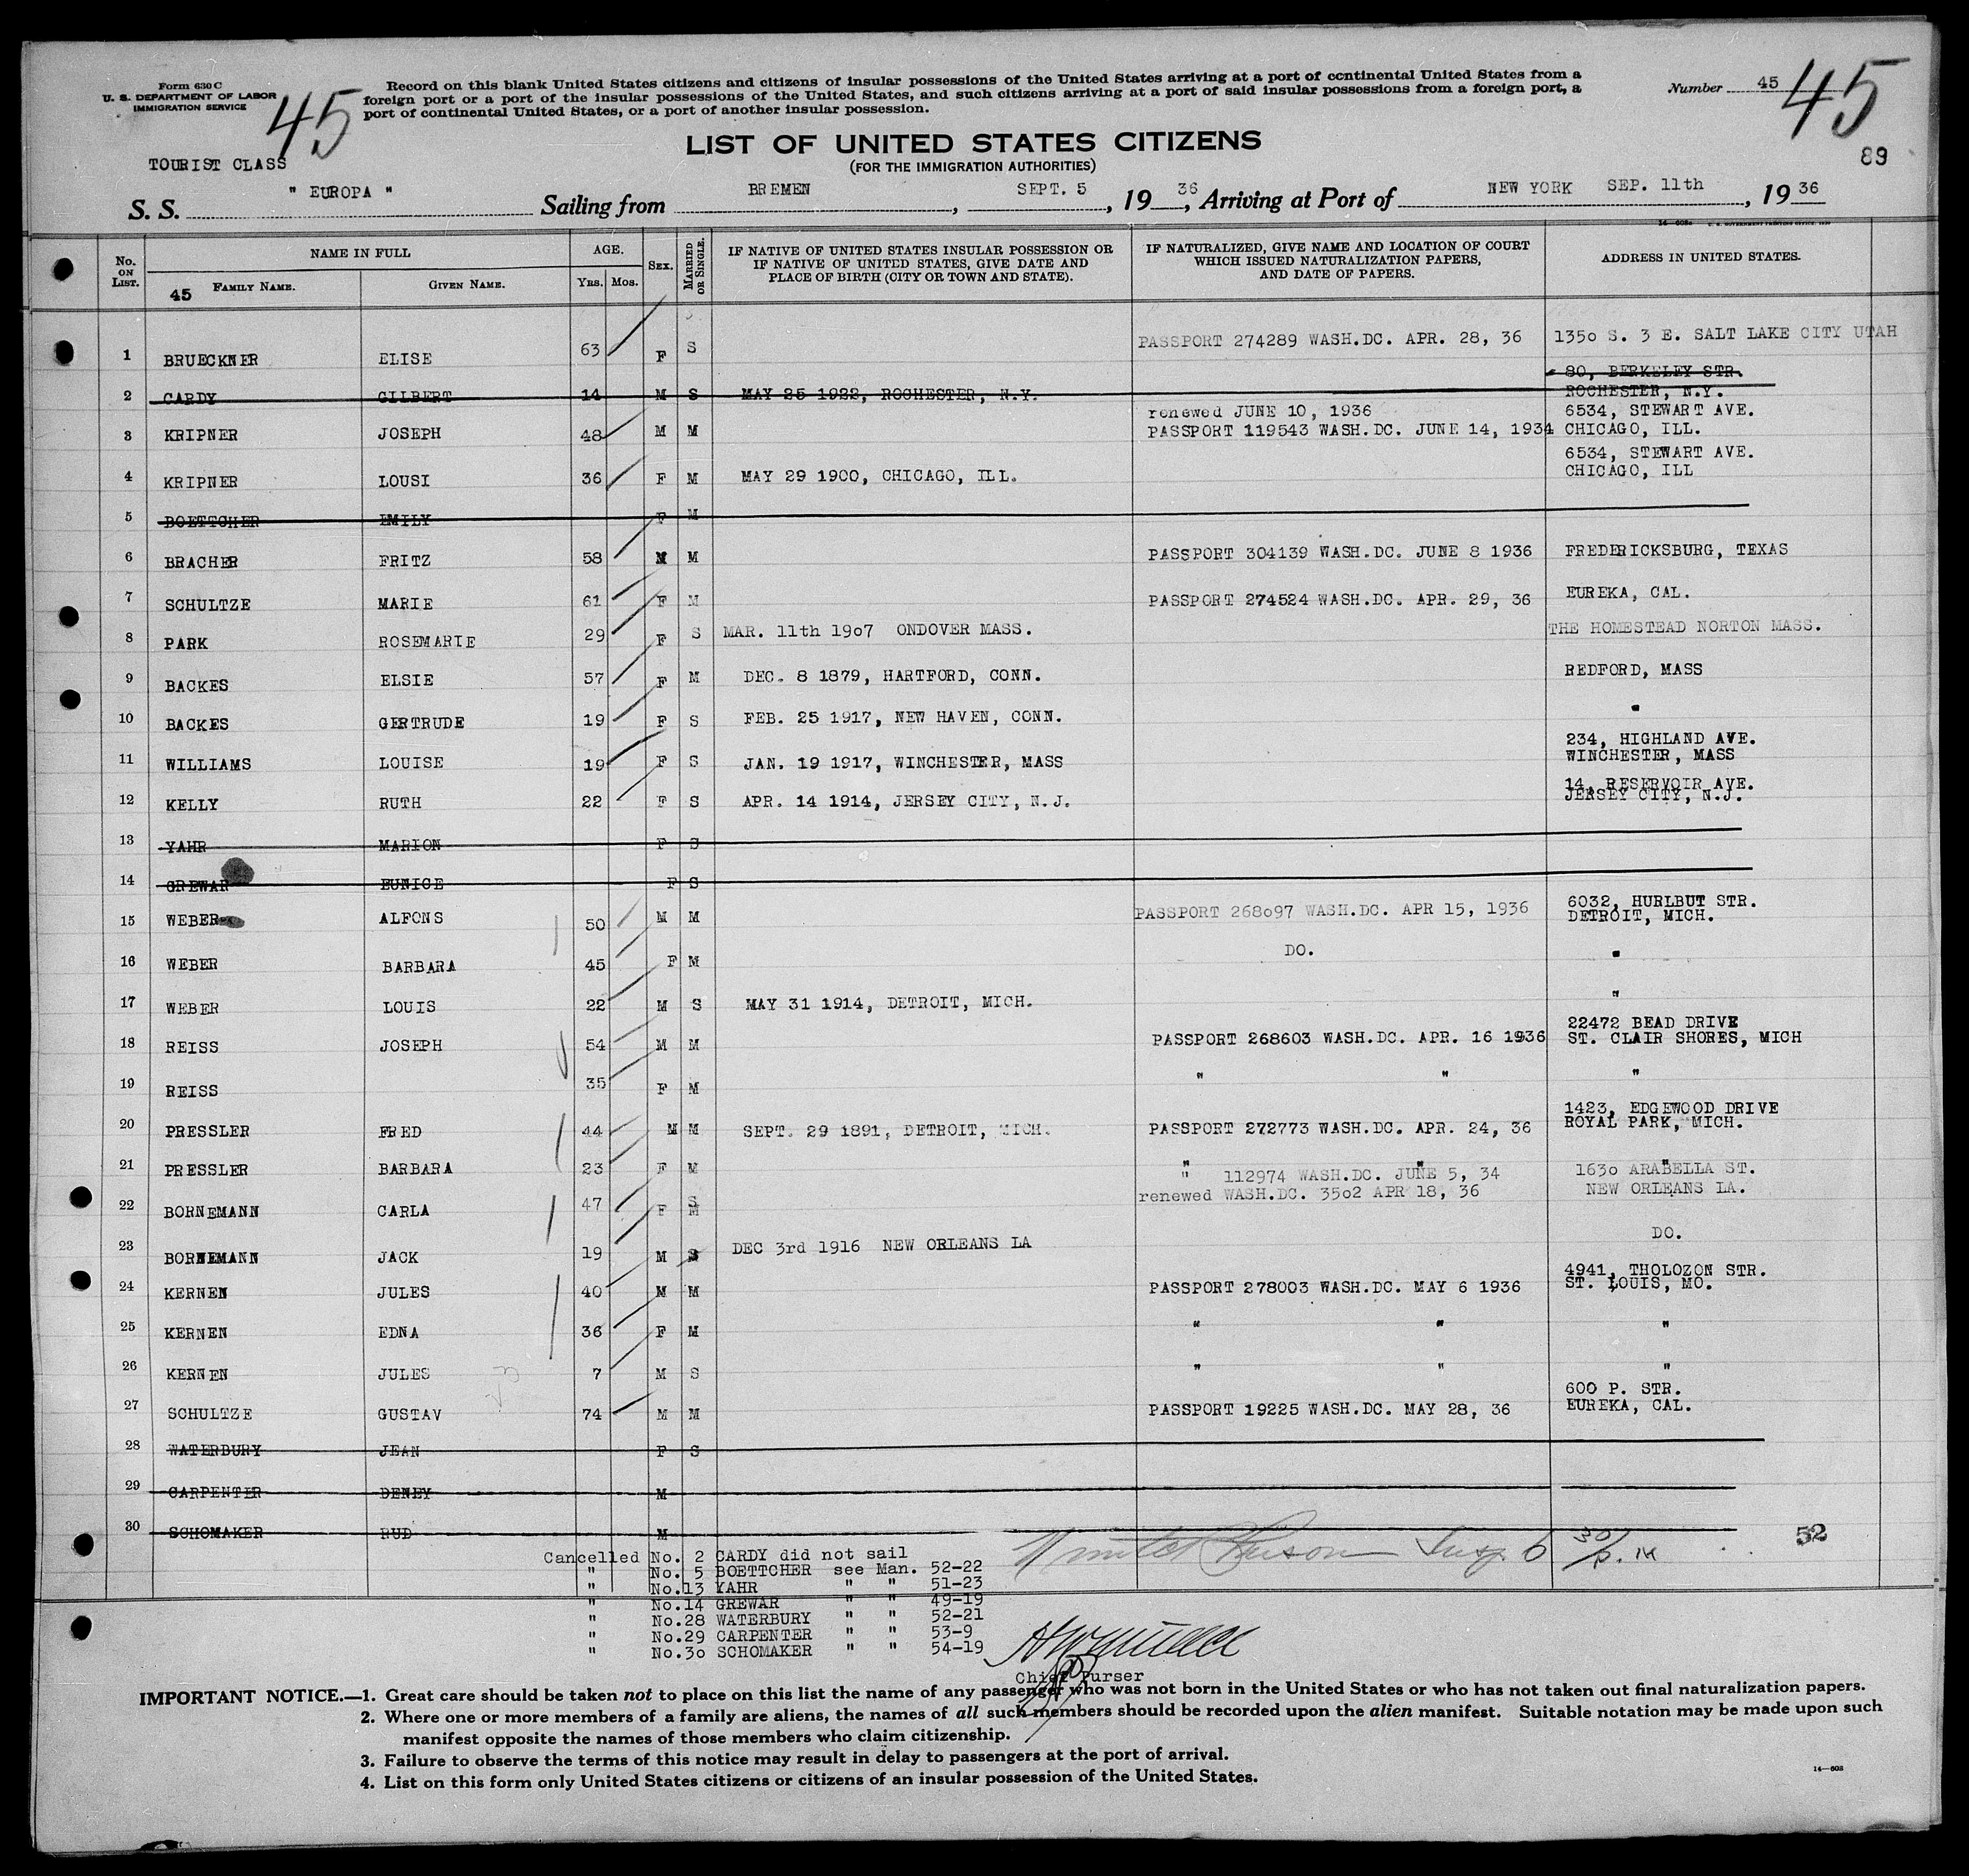 Form 630 C
U. S. DEPARTMENT OF LABOR
IMMIGRATION SERVICE
45
Record on this blank United States citizens and citizens of insular possessions of the United States arriving at a port of continental United States from a
foreign port or a port of the insular possessions of the United States, and such citizens arriving at a port of said insular possessions from a foreign port, a
port of continental United States, or a port of another insular possession.
Number 45
45
89
LIST OF UNITED STATES CITIZENS
(FOR THE IMMIGRATION AUTHORITIES)
TOURIST CLASS
S. S. " EUROPA " Sailing from BREMEN, SEPT. 5, 19 36, Arriving at Port of NEW YORK SEP. 11th, 19 36
No. ON LIST. NAME IN FULL AGE. SEX. MARRIED OR SINGLE. IF NATIVE OF UNITED STATES INSULAR POSSESSION OR IF NATIVE OF UNITED STATES, GIVE DATE AND PLACE OF BIRTH (CITY OR TOWN AND STATE). IF NATURALIZED, GIVE NAME AND LOCATION OF COURT WHICH ISSUED NATURALIZATION PAPERS, AND DATE OF PAPERS. ADDRESS IN UNITED STATES.
45 FAMILY NAME. GIVEN NAME. YRS. MOS.
1 BRUECKNER ELISE 63 F S PASSPORT 274289 WASH.DC. APR. 28, 36 1350 S. 3 E. SALT LAKE CITY UTAH
80, BERKELEY STR.
2 CARDY GILBERT 14 M S MAY 25 1922, ROCHESTER, N.Y. ROCHESTER, N.Y.
renewed JUNE 10, 1936 6534, STEWART AVE.
3 KRIPNER JOSEPH 48 M M PASSPORT 119543 WASH.DC. JUNE 14, 1934 CHICAGO, ILL.
6534, STEWART AVE.
4 KRIPNER LOUSI 36 F M MAY 29 1900, CHICAGO, ILL. CHICAGO, ILL
5 BOETTCHER EMILY F M
6 BRACHER FRITZ 58 M M PASSPORT 304139 WASH.DC. JUNE 8 1936 FREDERICKSBURG, TEXAS
7 SCHULTZE MARIE 61 F M PASSPORT 274524 WASH.DC. APR. 29, 36 EUREKA, CAL.
8 PARK ROSEMARIE 29 F S MAR. 11th 1907 ONDOVER MASS. THE HOMESTEAD NORTON MASS.
9 BACKES ELSIE 57 F M DEC. 8 1879, HARTFORD, CONN. REDFORD, MASS
10 BACKES GERTRUDE 19 F S FEB. 25 1917, NEW HAVEN, CONN. "
234, HIGHLAND AVE.
11 WILLIAMS LOUISE 19 F S JAN. 19 1917, WINCHESTER, MASS WINCHESTER, MASS
14, RESERVOIR AVE.
12 KELLY RUTH 22 F S APR. 14 1914, JERSEY CITY, N.J. JERSEY CITY, N.J.
13 YAHR MARION F S
14 GREWAR EUNICE F S
6032, HURLBUT STR.
15 WEBER ALFONS 50 M M PASSPORT 268097 WASH.DC. APR 15, 1936 DETROIT, MICH.
16 WEBER BARBARA 45 F M DO. "
17 WEBER LOUIS 22 M S MAY 31 1914, DETROIT, MICH. "
22472 BEAD DRIVE
18 REISS JOSEPH 54 M M PASSPORT 268603 WASH.DC. APR. 16 1936 ST. CLAIR SHORES, MICH
19 REISS 35 F M " " "
1423, EDGEWOOD DRIVE
20 PRESSLER FRED 44 M M SEPT. 29 1891, DETROIT, MICH. PASSPORT 272773 WASH.DC. APR. 24, 36 ROYAL PARK, MICH.
21 PRESSLER BARBARA 23 F M " " "
" 112974 WASH.DC. JUNE 5, 34 1630 ARABELLA ST.
22 BORNEMANN CARLA 47 F S M renewed WASH.DC. 3502 APR 18, 36 NEW ORLEANS LA.
23 BORNEMANN JACK 19 M S DEC 3rd 1916 NEW ORLEANS LA DO.
4941, THOLOZON STR.
24 KERNEN JULES 40 M M PASSPORT 278003 WASH.DC. MAY 6 1936 ST. LOUIS, MO.
25 KERNEN EDNA 36 F M " " "
26 KERNEN JULES 7 M S " " "
600 P. STR.
27 SCHULTZE GUSTAV 74 M M PASSPORT 19225 WASH.DC. MAY 28, 36 EUREKA, CAL.
28 WATERBURY JEAN F S
29 CARPENTER DENEY M
30 SCHOMAKER BUD M
52
Cancelled No. 2 CARDY did not sail
" No. 5 BOETTCHER see Man. 52-22
" No.13 YAHR " " 51-23
" No.14 GREWAR " " 49-19
" No.28 WATERBURY " " 52-21
" No.29 CARPENTER " " 53-9
" No.30 SCHOMAKER " " 54-19
Chief Purser
IMPORTANT NOTICE.—1. Great care should be taken not to place on this list the name of any passenger who was not born in the United States or who has not taken out final naturalization papers.
2. Where one or more members of a family are aliens, the names of all such members should be recorded upon the alien manifest. Suitable notation may be made upon such
manifest opposite the names of those members who claim citizenship.
3. Failure to observe the terms of this notice may result in delay to passengers at the port of arrival.
4. List on this form only United States citizens or citizens of an insular possession of the United States.